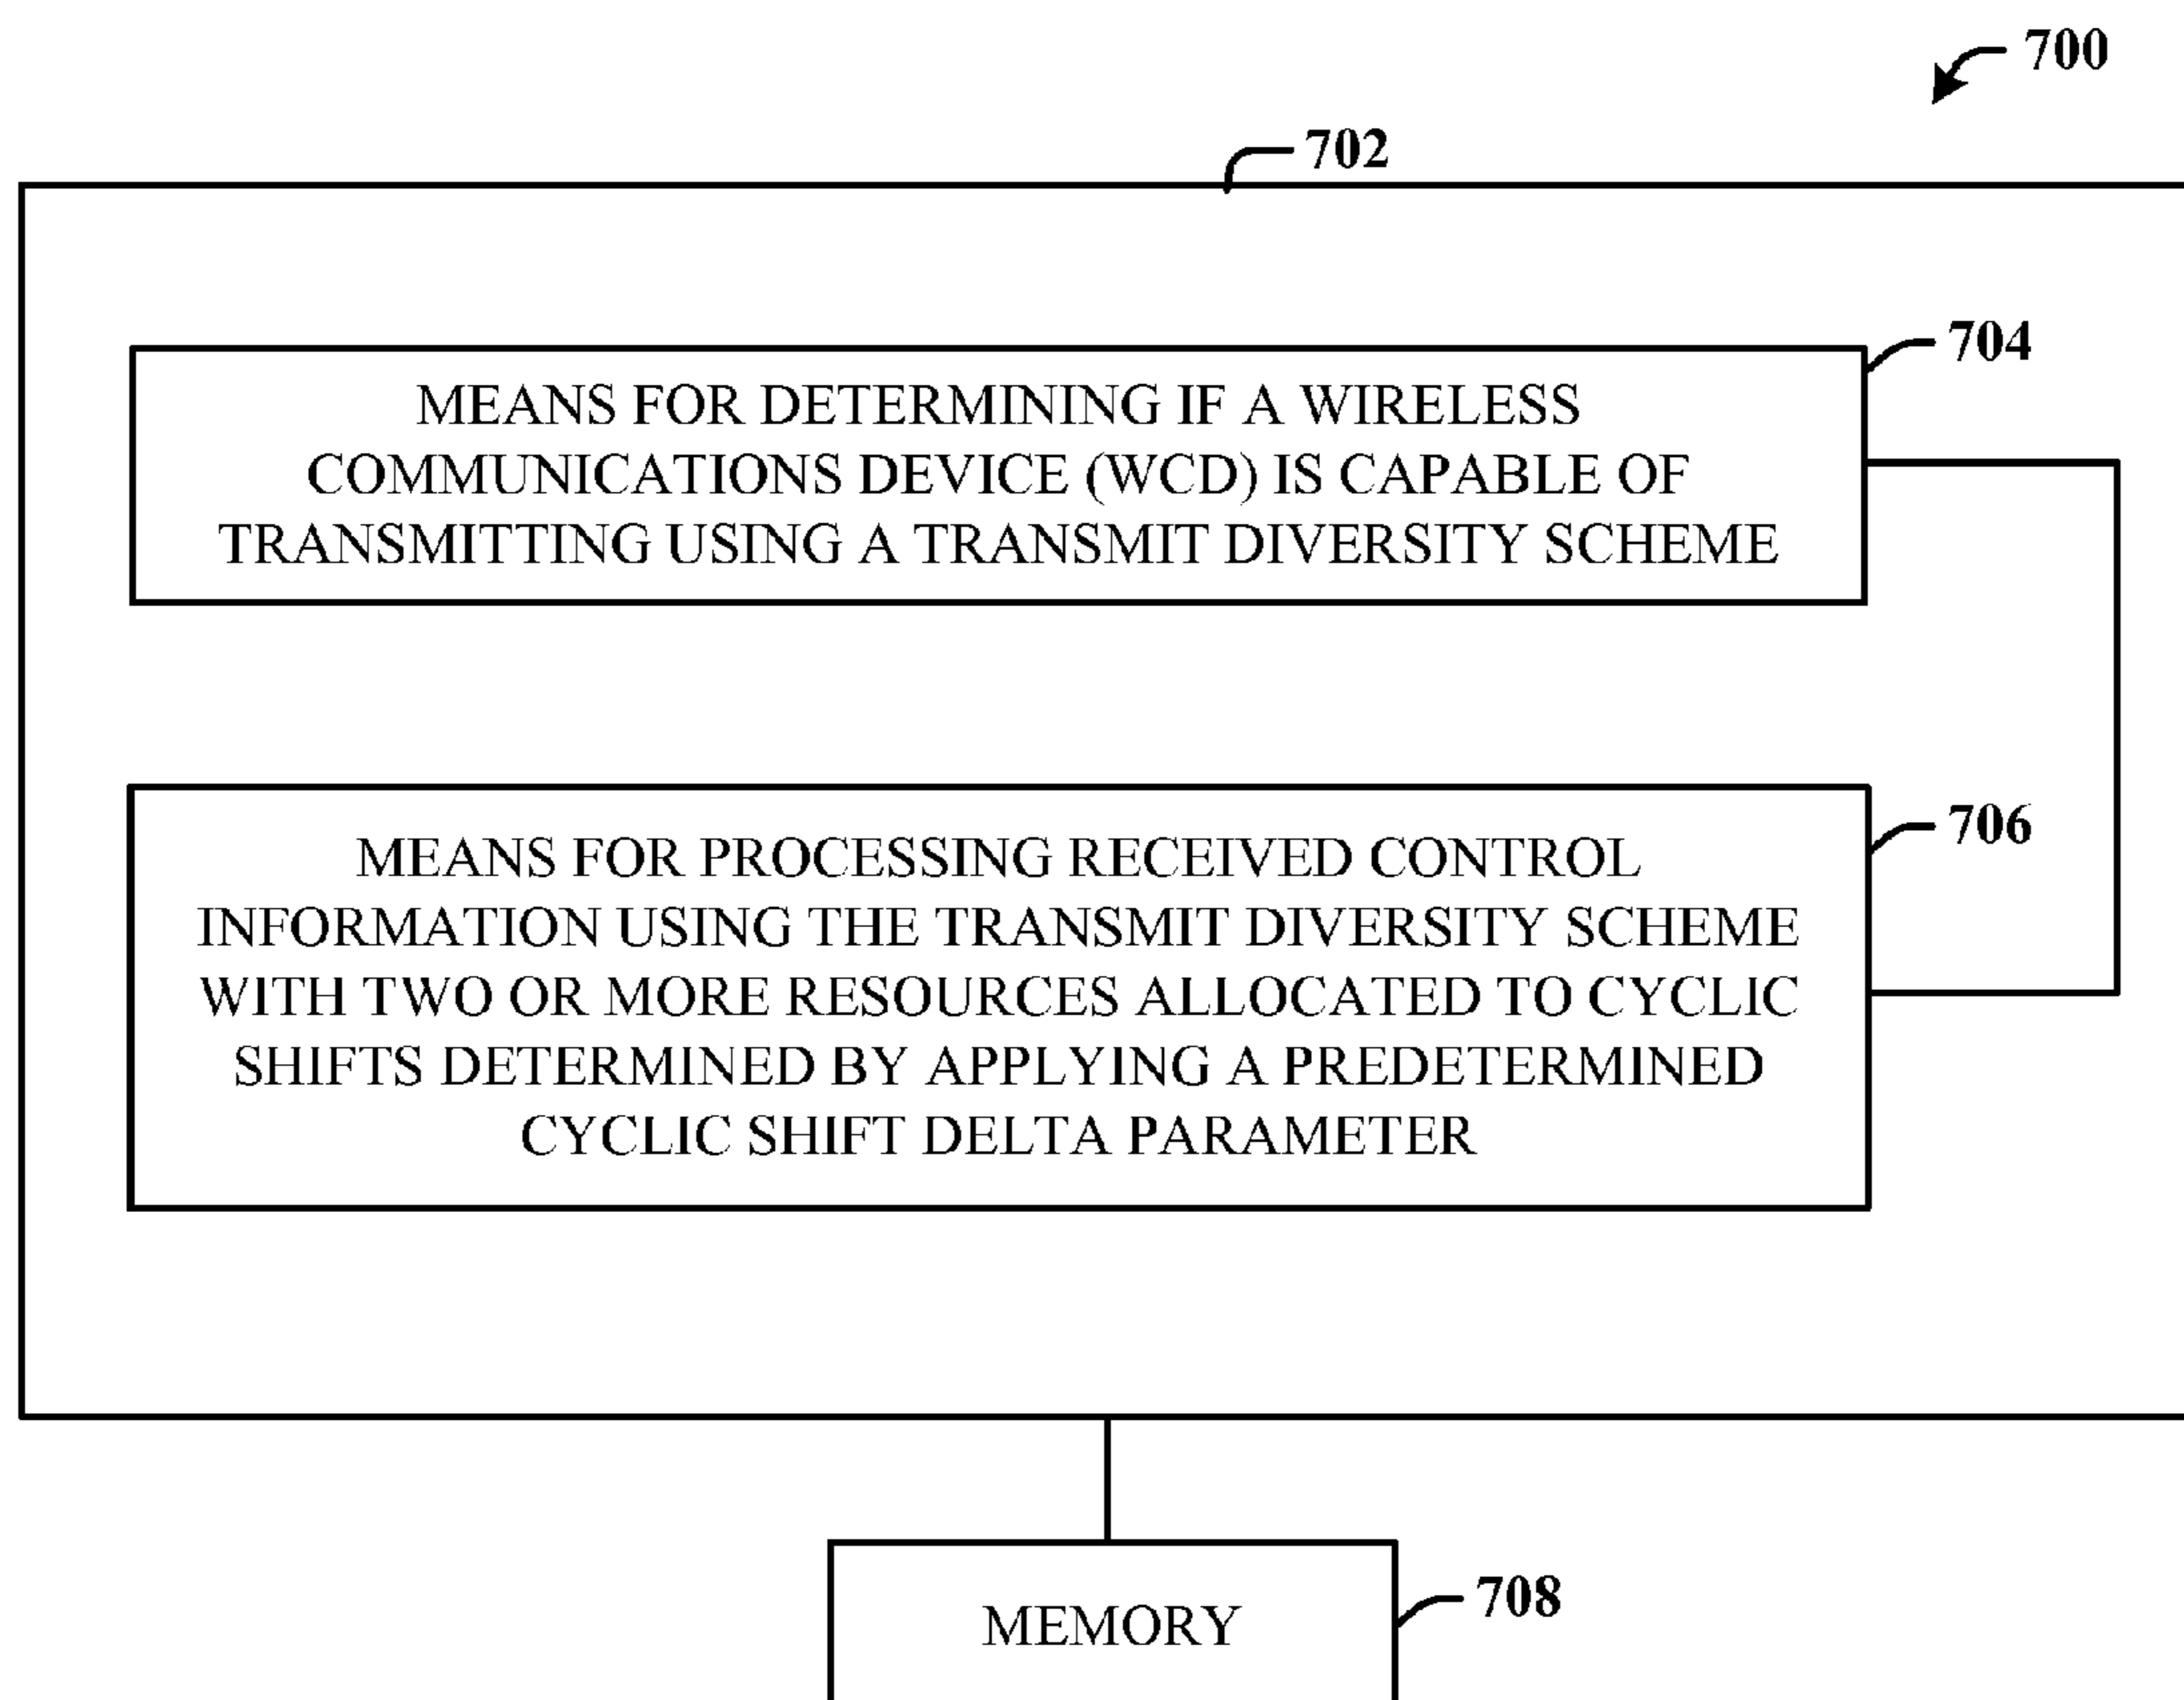 700
702
704
MEANS FOR DETERMINING IF A WIRELESS
COMMUNICATIONS DEVICE (WCD) IS CAPABLE OF
TRANSMITTING USING A TRANSMIT DIVERSITY SCHEME
706
MEANS FOR PROCESSING RECEIVED CONTROL
INFORMATION USING THE TRANSMIT DIVERSITY SCHEME
WITH TWO OR MORE RESOURCES ALLOCATED TO CYCLIC
SHIFTS DETERMINED BY APPLYING A PREDETERMINED
CYCLIC SHIFT DELTA PARAMETER
708
MEMORY